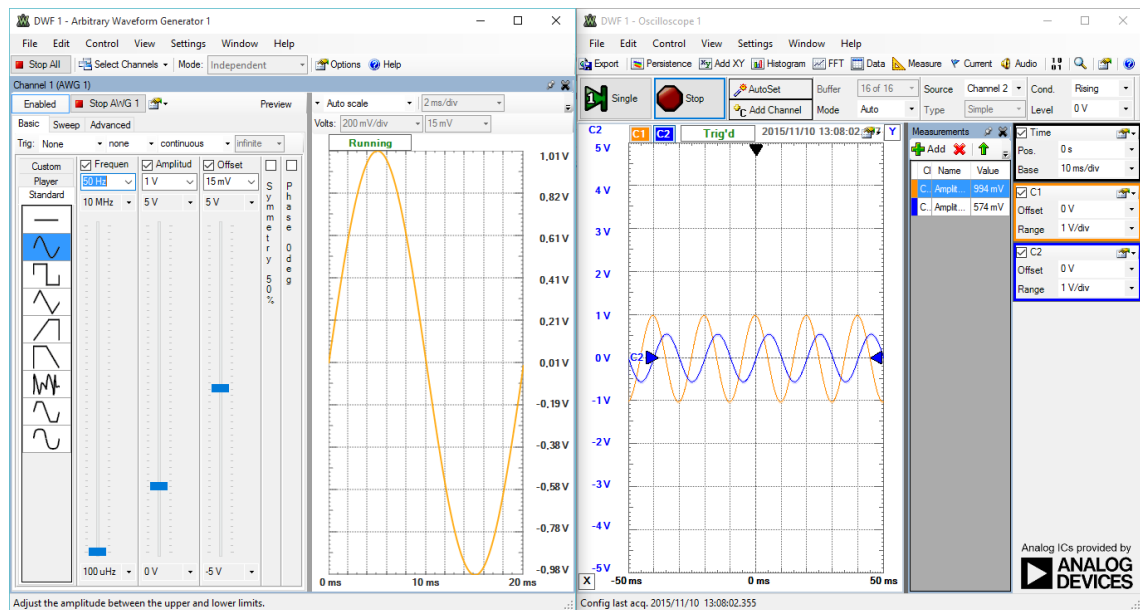 DWF 1 - Arbitrary Waveform Generator 1
File Edit Control View Settings Window Help
Stop All Select Channels Mode: Independent Options Help
Channel 1 (AWG 1)
Enabled Stop AWG 1 Preview
Basic Sweep Advanced
Trig: None none continuous infinite
Custom
Player
Standard
Frequen Amplitud Offset
50 Hz 1 V 15 mV
10 MHz 5 V 5 V
Symmetry 50%
Phase 0 deg
100 uHz 0 V -5 V
Auto scale 2 ms/div
Volts: 200 mV/div 15 mV
Running
1,01 V
0,82 V
0,61 V
0,41 V
0,21 V
0,01 V
-0,19 V
-0,38 V
-0,58 V
-0,78 V
-0,98 V
0 ms 10 ms 20 ms
Adjust the amplitude between the upper and lower limits.
DWF 1 - Oscilloscope 1
File Edit Control View Settings Window Help
Export Persistence Add XY Histogram FFT Data Measure Current Audio
Single Stop AutoSet Buffer 16 of 16 Source Channel 2 Cond. Rising
Add Channel Mode Auto Type Simple Level 0 V
C2 C1 C2 Trig'd 2015/11/10 13:08:02 Y
5 V
4 V
3 V
2 V
1 V
0 V C2
-1 V
-2 V
-3 V
-4 V
-5 V
X -50 ms 0 ms 50 ms
Measurements
Add
Cl Name Value
C.. Amplit... 994 mV
C.. Amplit... 574 mV
Time
Pos. 0 s
Base 10 ms/div
C1
Offset 0 V
Range 1 V/div
C2
Offset 0 V
Range 1 V/div
Analog ICs provided by
ANALOG
DEVICES
Config last acq. 2015/11/10 13:08:02.355